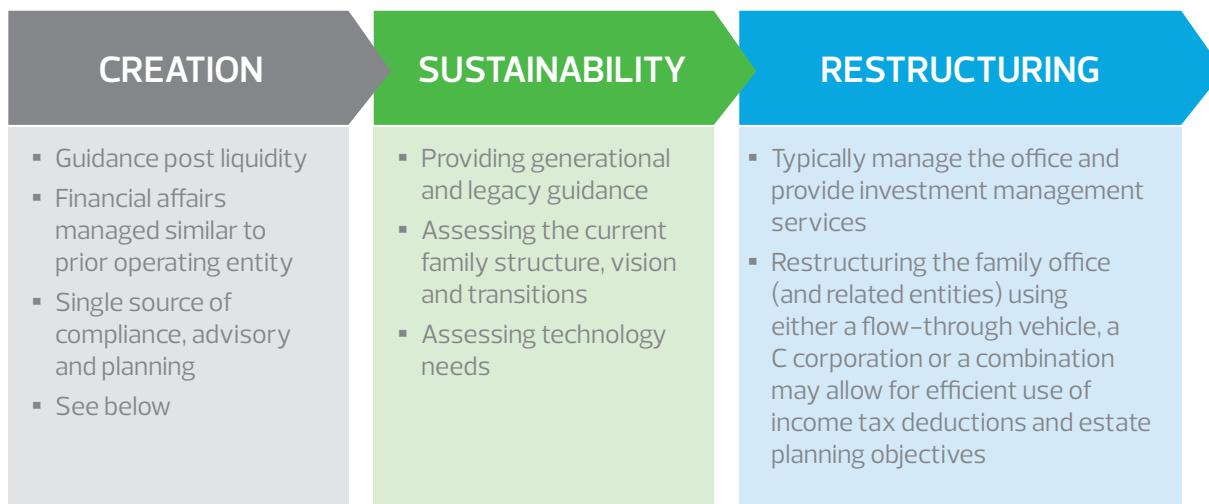 CREATION
▪ Guidance post liquidity
▪ Financial affairs
managed similar to
prior operating entity
▪ Single source of
compliance, advisory
and planning
▪ See below
SUSTAINABILITY
▪ Providing generational
and legacy guidance
▪ Assessing the current
family structure, vision
and transitions
▪ Assessing technology
needs
RESTRUCTURING
▪ Typically manage the office and
provide investment management
services
▪ Restructuring the family office
(and related entities) using
either a flow-through vehicle, a
C corporation or a combination
may allow for efficient use of
income tax deductions and estate
planning objectives